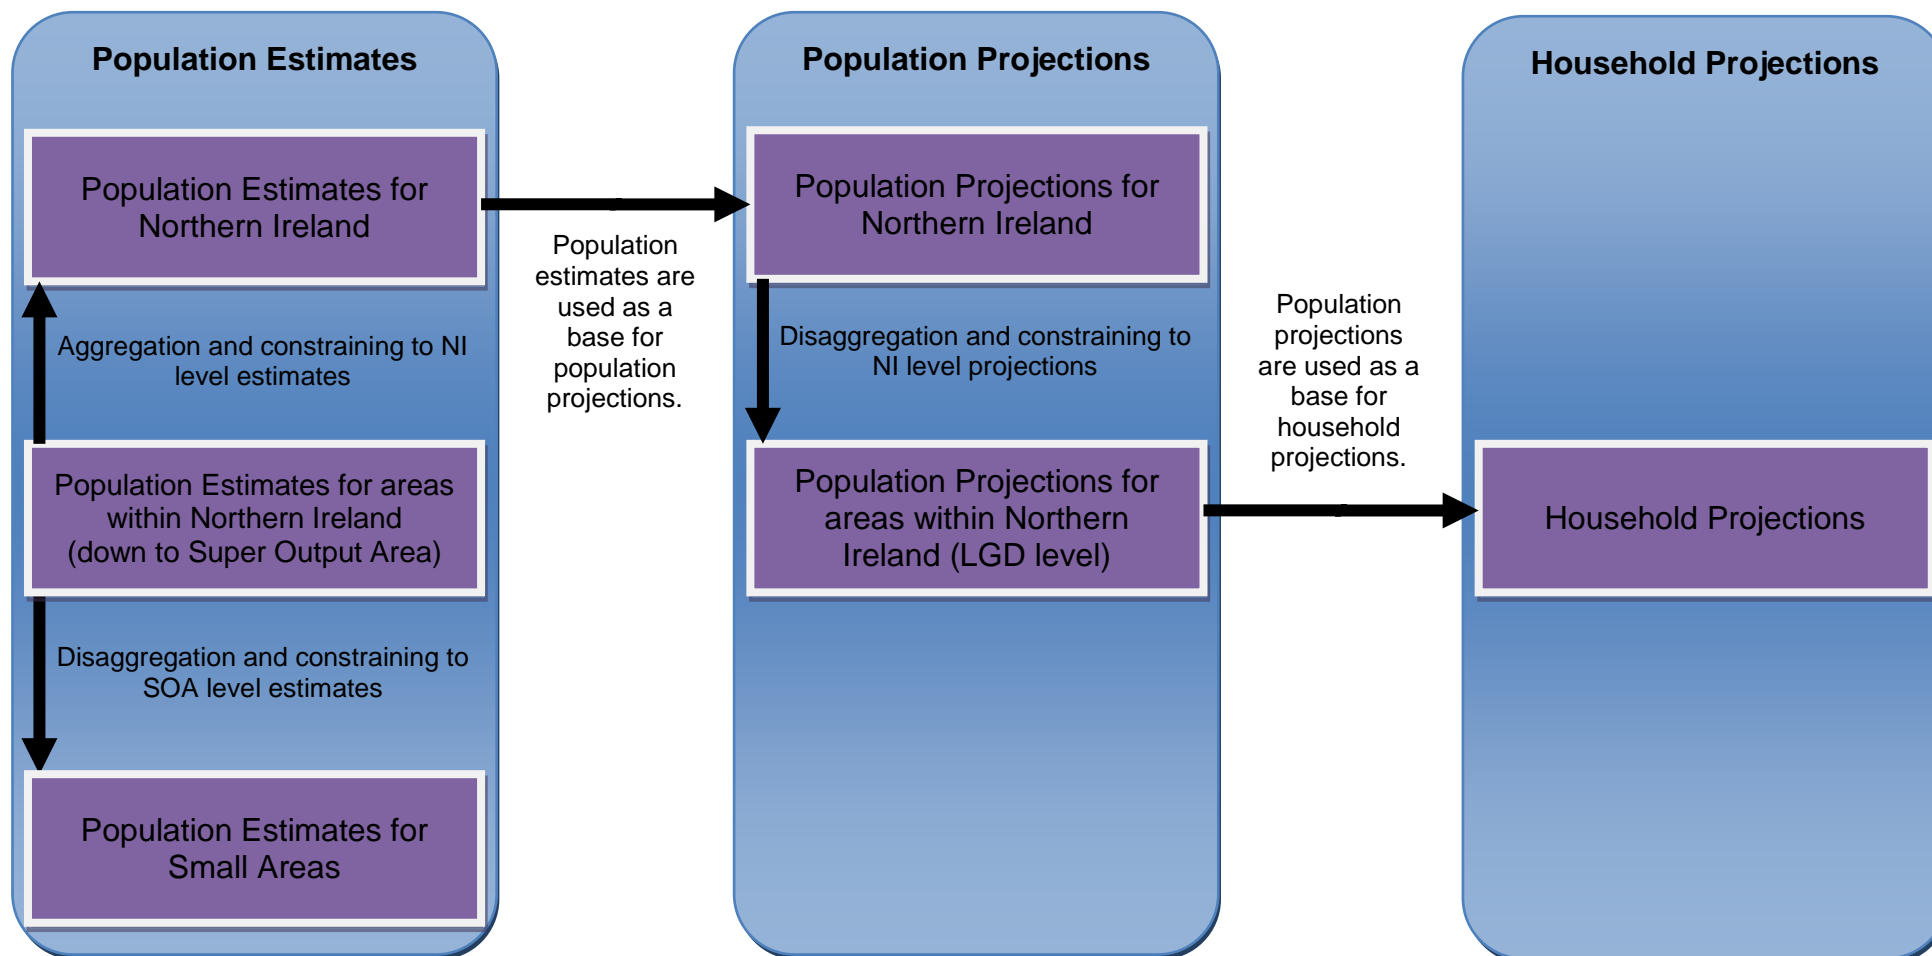 Population Estimates
Population Estimates for
Northern Ireland
Aggregation and constraining to NI
level estimates
Population Estimates for areas
within Northern Ireland
(down to Super Output Area)
Disaggregation and constraining to
SOA level estimates
Population Estimates for
Small Areas
Population
estimates are
used as a
base for
population
projections.
Population Projections
Population Projections for
Northern Ireland
Disaggregation and constraining to
NI level projections
Population Projections for
areas within Northern
Ireland (LGD level)
Population
projections
are used as a
base for
household
projections.
Household Projections
Household Projections